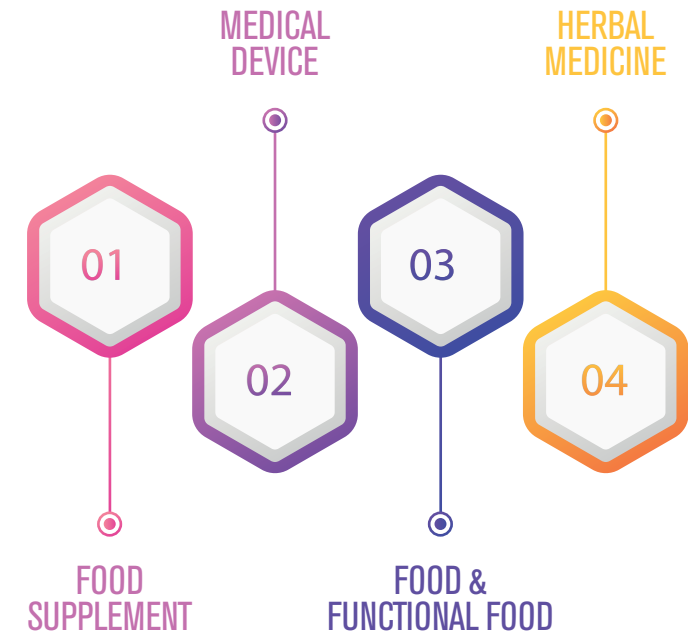 MEDICAL
DEVICE
HERBAL
MEDICINE
01
03
02
04
FOOD
SUPPLEMENT
FOOD &
FUNCTIONAL FOOD